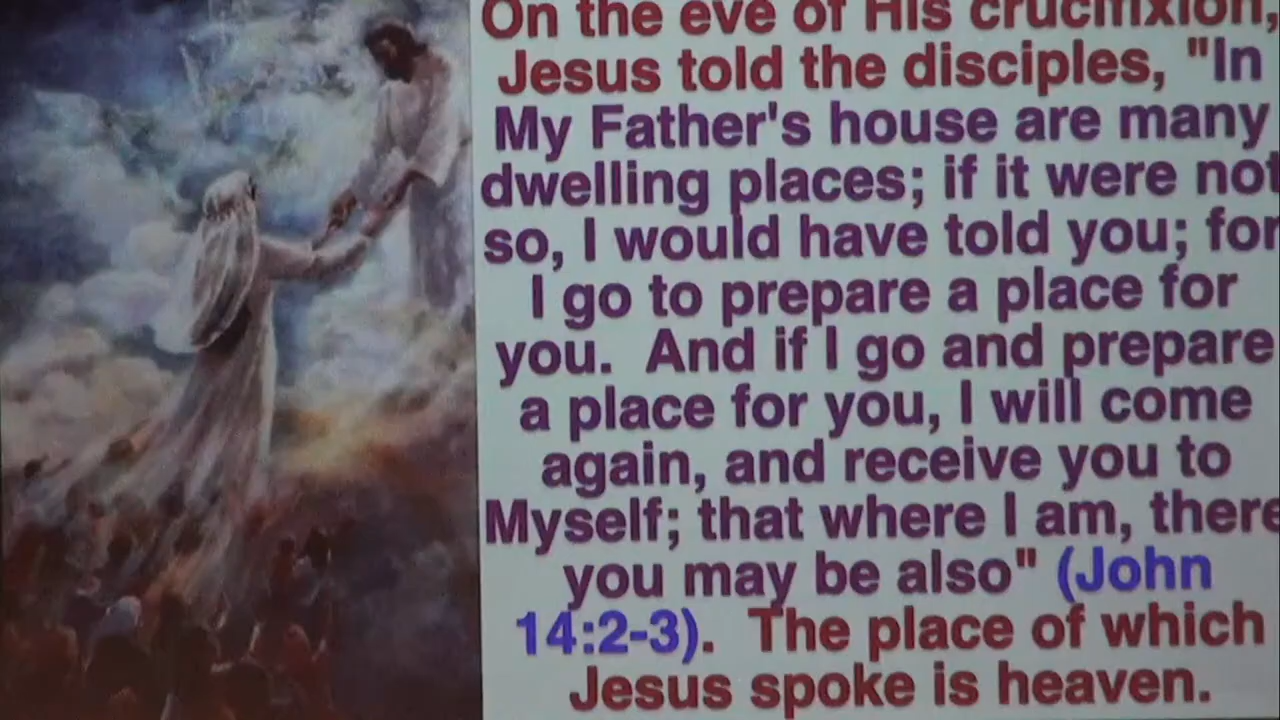 On the eve of His crucifixion,
Jesus told the disciples, "In
My Father's house are many
dwelling places; if it were not
so, I would have told you; for
I go to prepare a place for
you.  And if I go and prepare
a place for you, I will come
again, and receive you to
Myself; that where I am, there
you may be also" (John
14:2-3).  The place of which
Jesus spoke is heaven.